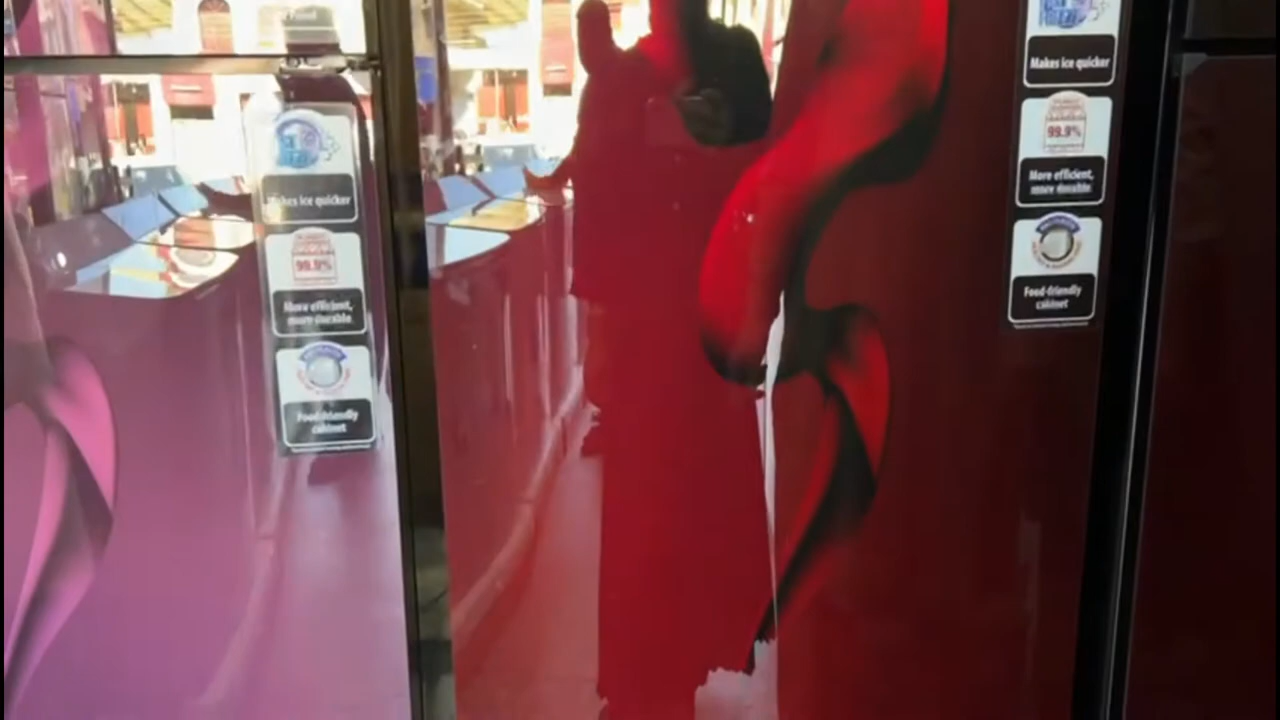 Makes ice quicker
99.9%
More efficient,
more durable
Food-friendly
cabinet
Makes ice quicker
99.9%
More efficient,
more durable
Food-friendly
cabinet